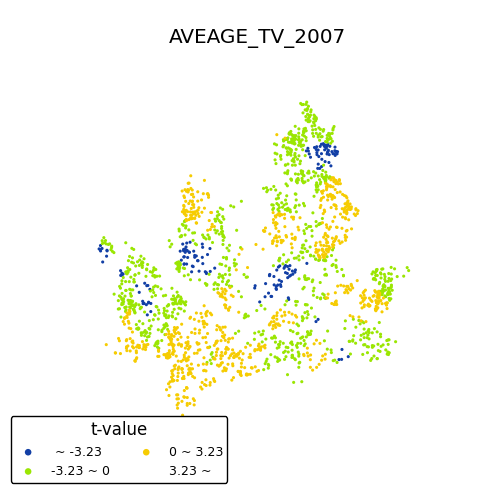 AVEAGE_TV_2007
t-value
~ -3.23
0 ~ 3.23
-3.23 ~ 0
3.23 ~